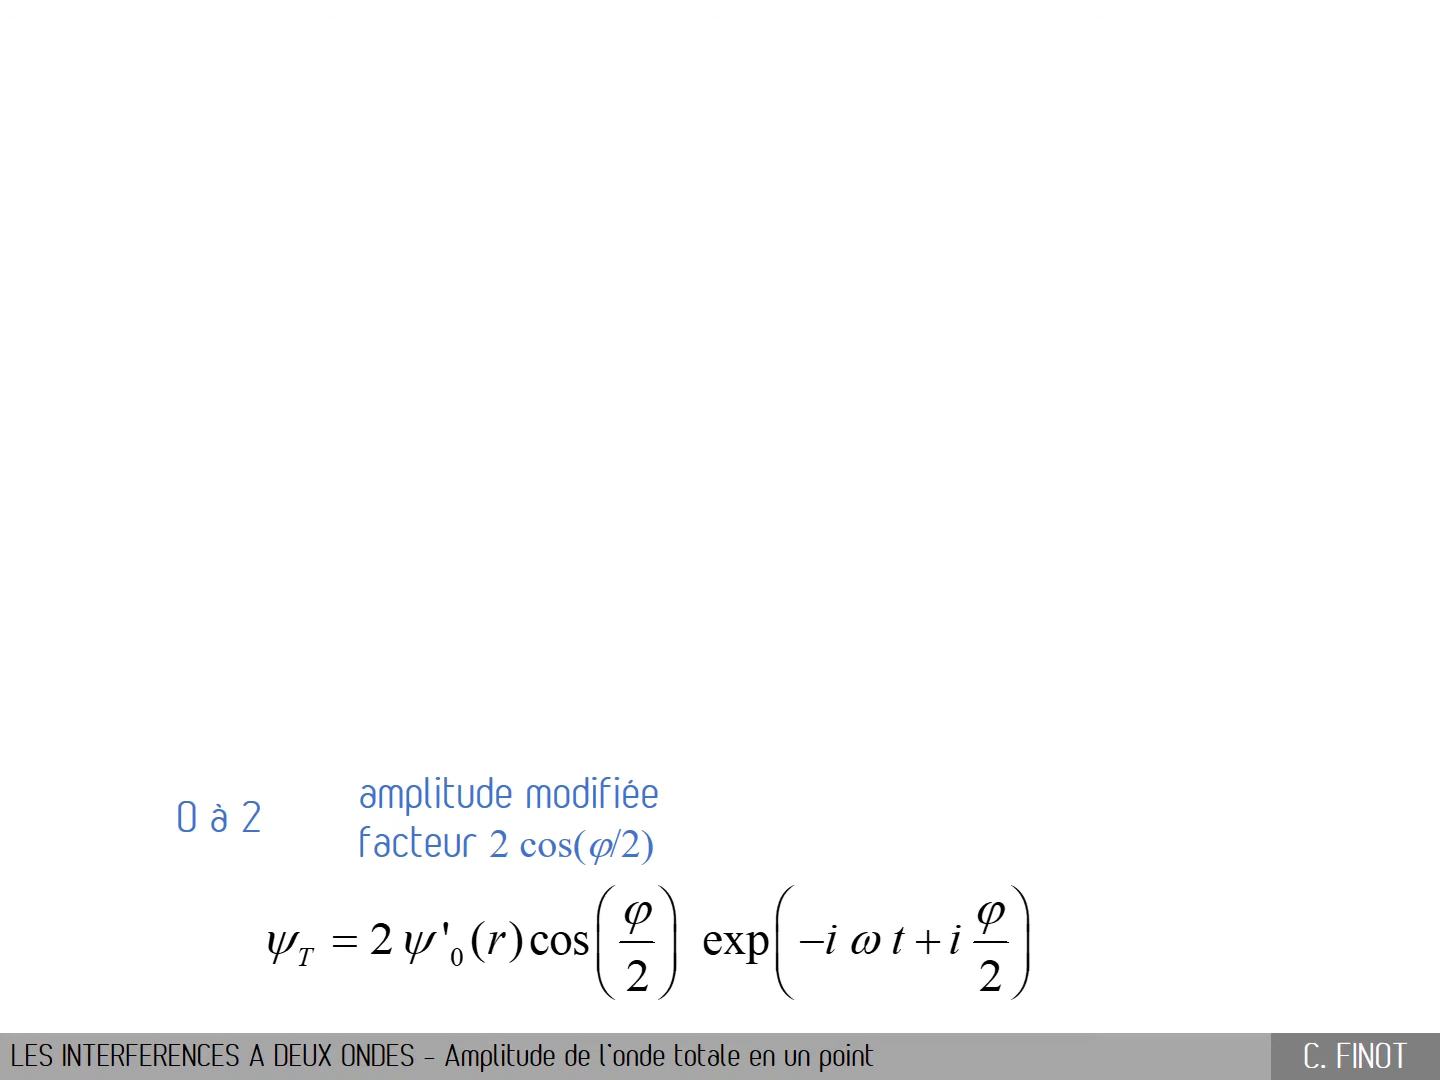 0 à 2
amplitude modifiée
facteur 2 cos(φ/2)
ψ_T = 2 ψ'_0 (r) cos(φ/2) exp(−i ω t + i φ/2)
LES INTERFERENCES A DEUX ONDES - Amplitude de l'onde totale en un point
C. FINOT